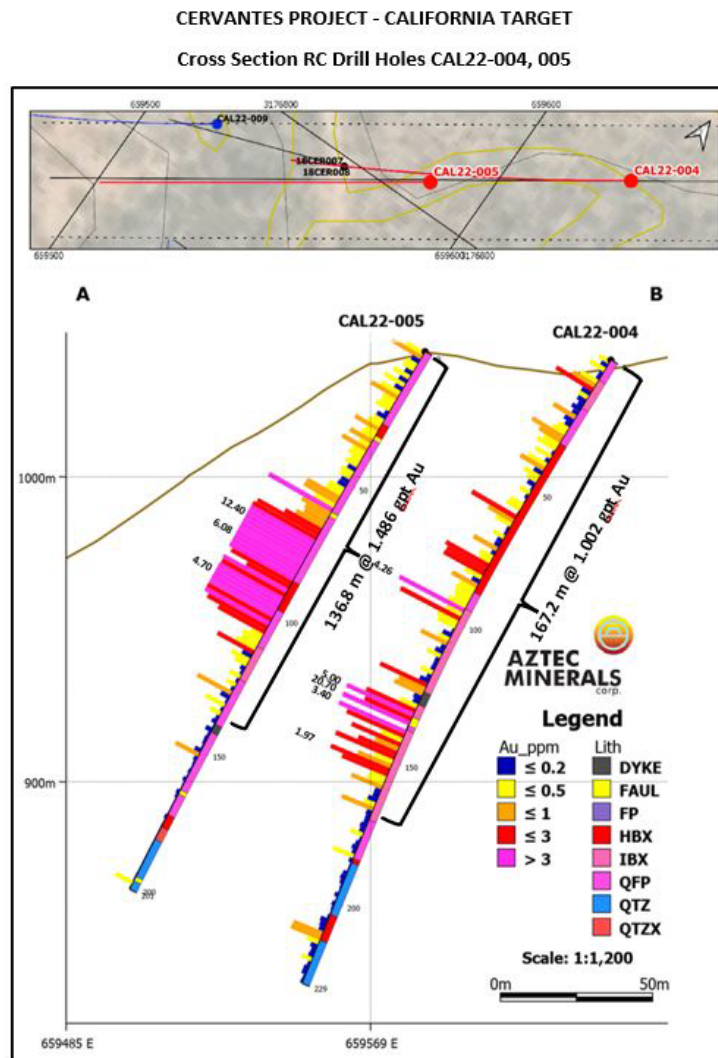 CERVANTES PROJECT - CALIFORNIA TARGET
Cross Section RC Drill Holes CAL22-004, 005
659500
3176800
659600
CAL22-009
18CER007
18CER008
CAL22-005
CAL22-004
659500
659600
3176800
A
B
CAL22-005
CAL22-004
1000m
50
50
12.40
6.08
4.70
136.8 m @ 1.486 gpt Au
4.26
167.2 m @ 1.002 gpt Au
100
100
5.00
20.70
3.40
1.97
150
150
900m
200
201
200
229
AZTEC
MINERALS
corp.
Legend
Au_ppm
≤ 0.2
≤ 0.5
≤ 1
≤ 3
> 3
Lith
DYKE
FAUL
FP
HBX
IBX
QFP
QTZ
QTZX
Scale: 1:1,200
0m
50m
659485 E
659569 E